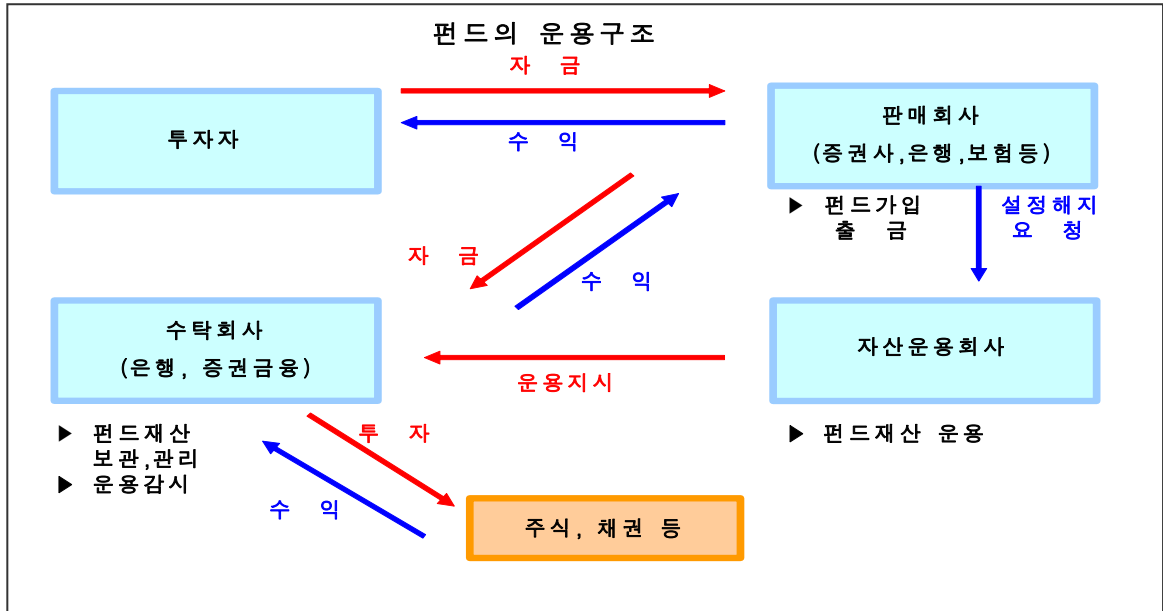 펀드의 운용구조
자 금
투자자
수 익
판매회사
(증권사,은행,보험등)
▶ 펀드가입
출 금
설정해지
요 청
자 금
수 익
수탁회사
(은행, 증권금융)
자산운용회사
운용지시
▶ 펀드재산
보관,관리
▶ 운용감시
투 자
▶ 펀드재산 운용
수 익
주식, 채권 등